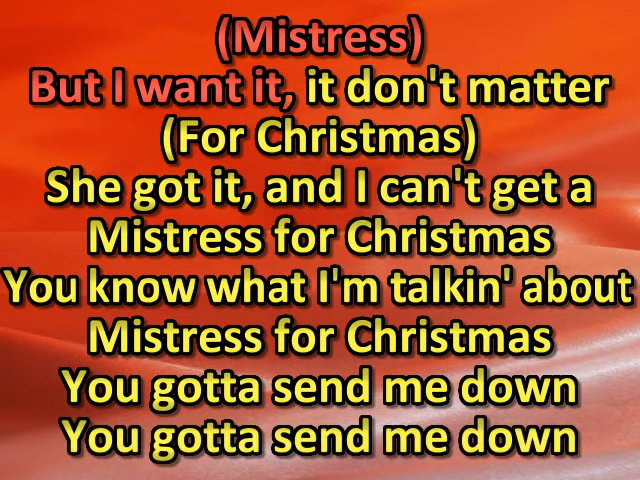 (Mistress)
But I want it, it don't matter
(For Christmas)
She got it, and I can't get a
Mistress for Christmas
You know what I'm talkin' about
Mistress for Christmas
You gotta send me down
You gotta send me down